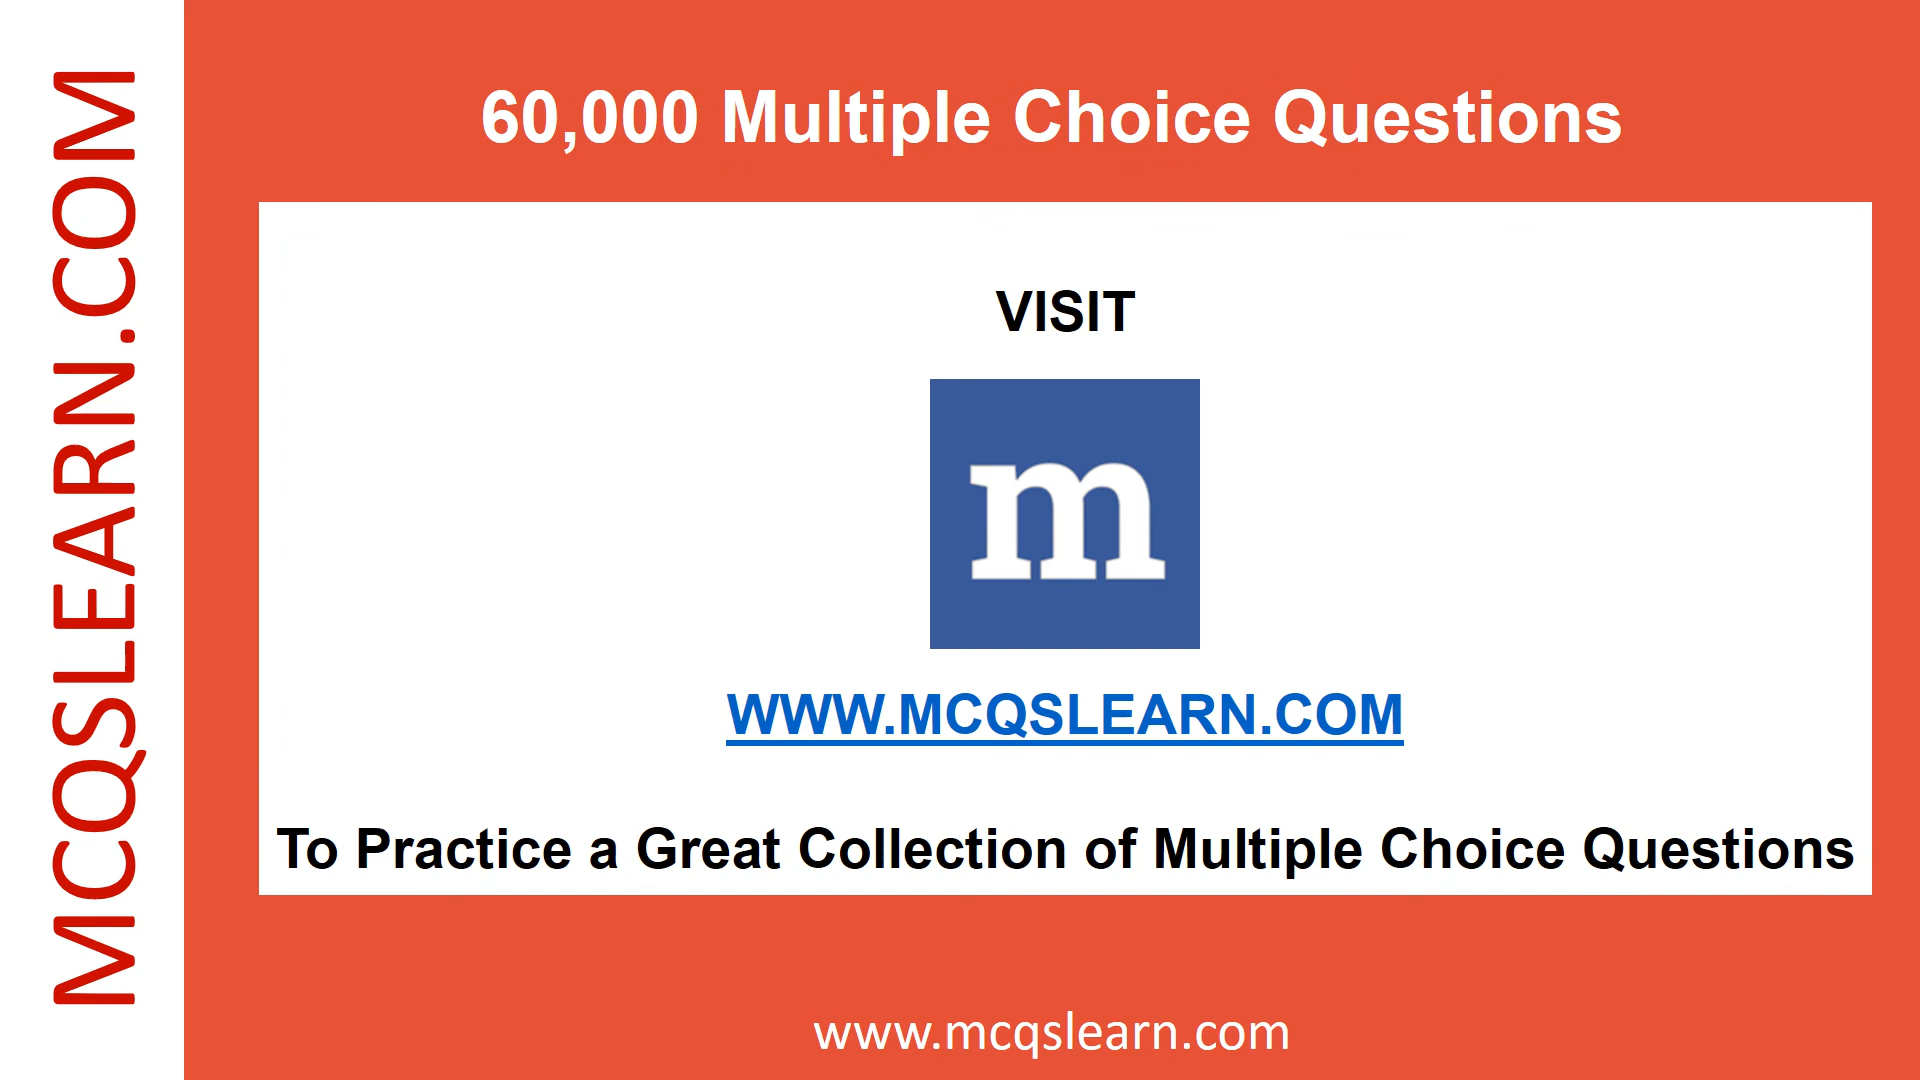 MCQSLEARN.COM
60,000 Multiple Choice Questions
VISIT
m
WWW.MCQSLEARN.COM
To Practice a Great Collection of Multiple Choice Questions
www.mcqslearn.com